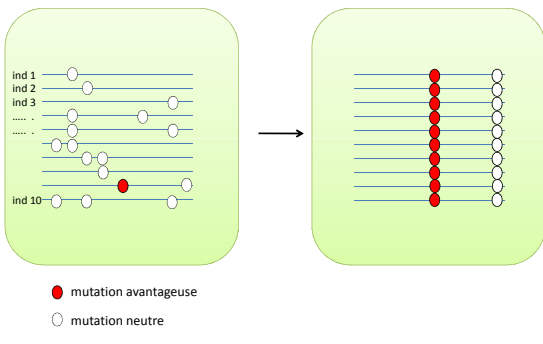 ind 1
ind 2
ind 3
..... .
..... .
ind 10
mutation avantageuse
mutation neutre